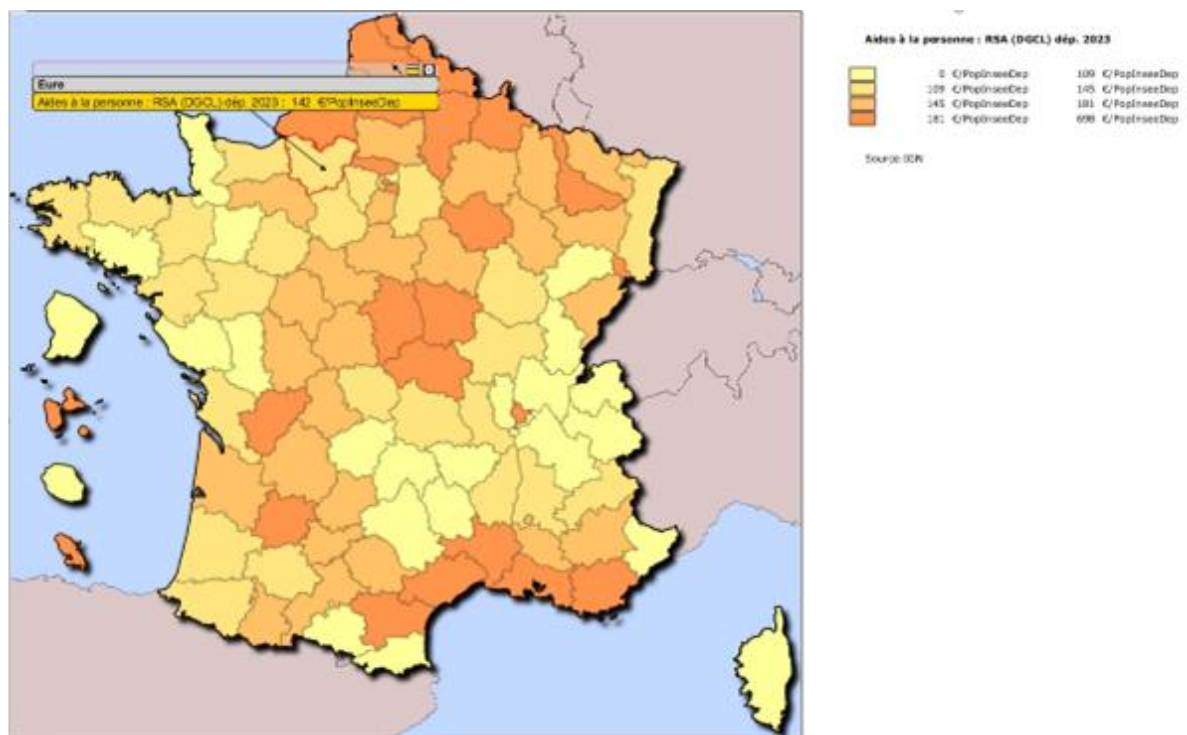 Eure
Aides à la personne : RSA (DGCL) dép. 2023 : 142 €/PopInseeDep
Aides à la personne : RSA (DGCL) dép. 2023
0 €/PopInseeDep 109 €/PopInseeDep
109 €/PopInseeDep 145 €/PopInseeDep
145 €/PopInseeDep 181 €/PopInseeDep
181 €/PopInseeDep 698 €/PopInseeDep
Source IGN